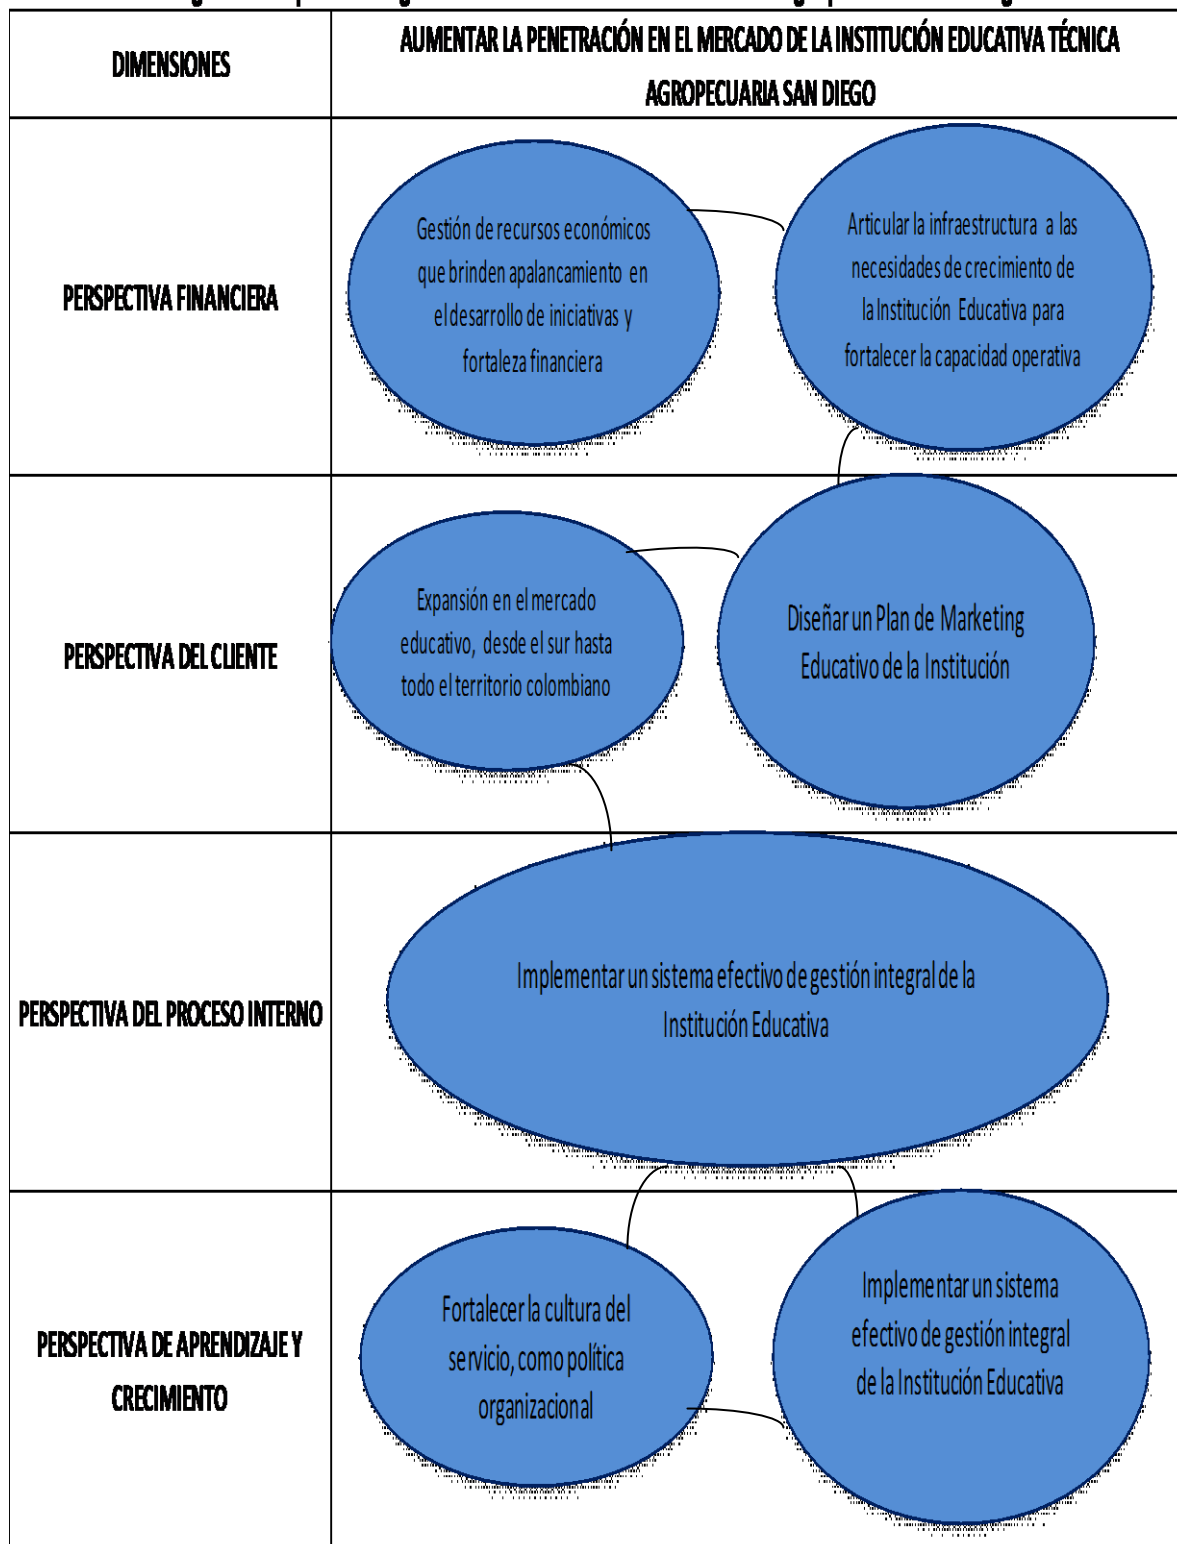 DIMENSIONES
AUMENTAR LA PENETRACIÓN EN EL MERCADO DE LA INSTITUCIÓN EDUCATIVA TÉCNICA
AGROPECUARIA SAN DIEGO
PERSPECTIVA FINANCIERA
Gestión de recursos económicos
que brinden apalancamiento en
el desarrollo de iniciativas y
fortaleza financiera
Articular la infraestructura a las
necesidades de crecimiento de
la Institución Educativa para
fortalecer la capacidad operativa
PERSPECTIVA DEL CLIENTE
Expansión en el mercado
educativo, desde el sur hasta
todo el territorio colombiano
Diseñar un Plan de Marketing
Educativo de la Institución
PERSPECTIVA DEL PROCESO INTERNO
Implementar un sistema efectivo de gestión integral de la
Institución Educativa
PERSPECTIVA DE APRENDIZAJE Y
CRECIMIENTO
Fortalecer la cultura del
servicio, como política
organizacional
Implementar un sistema
efectivo de gestión integral
de la Institución Educativa